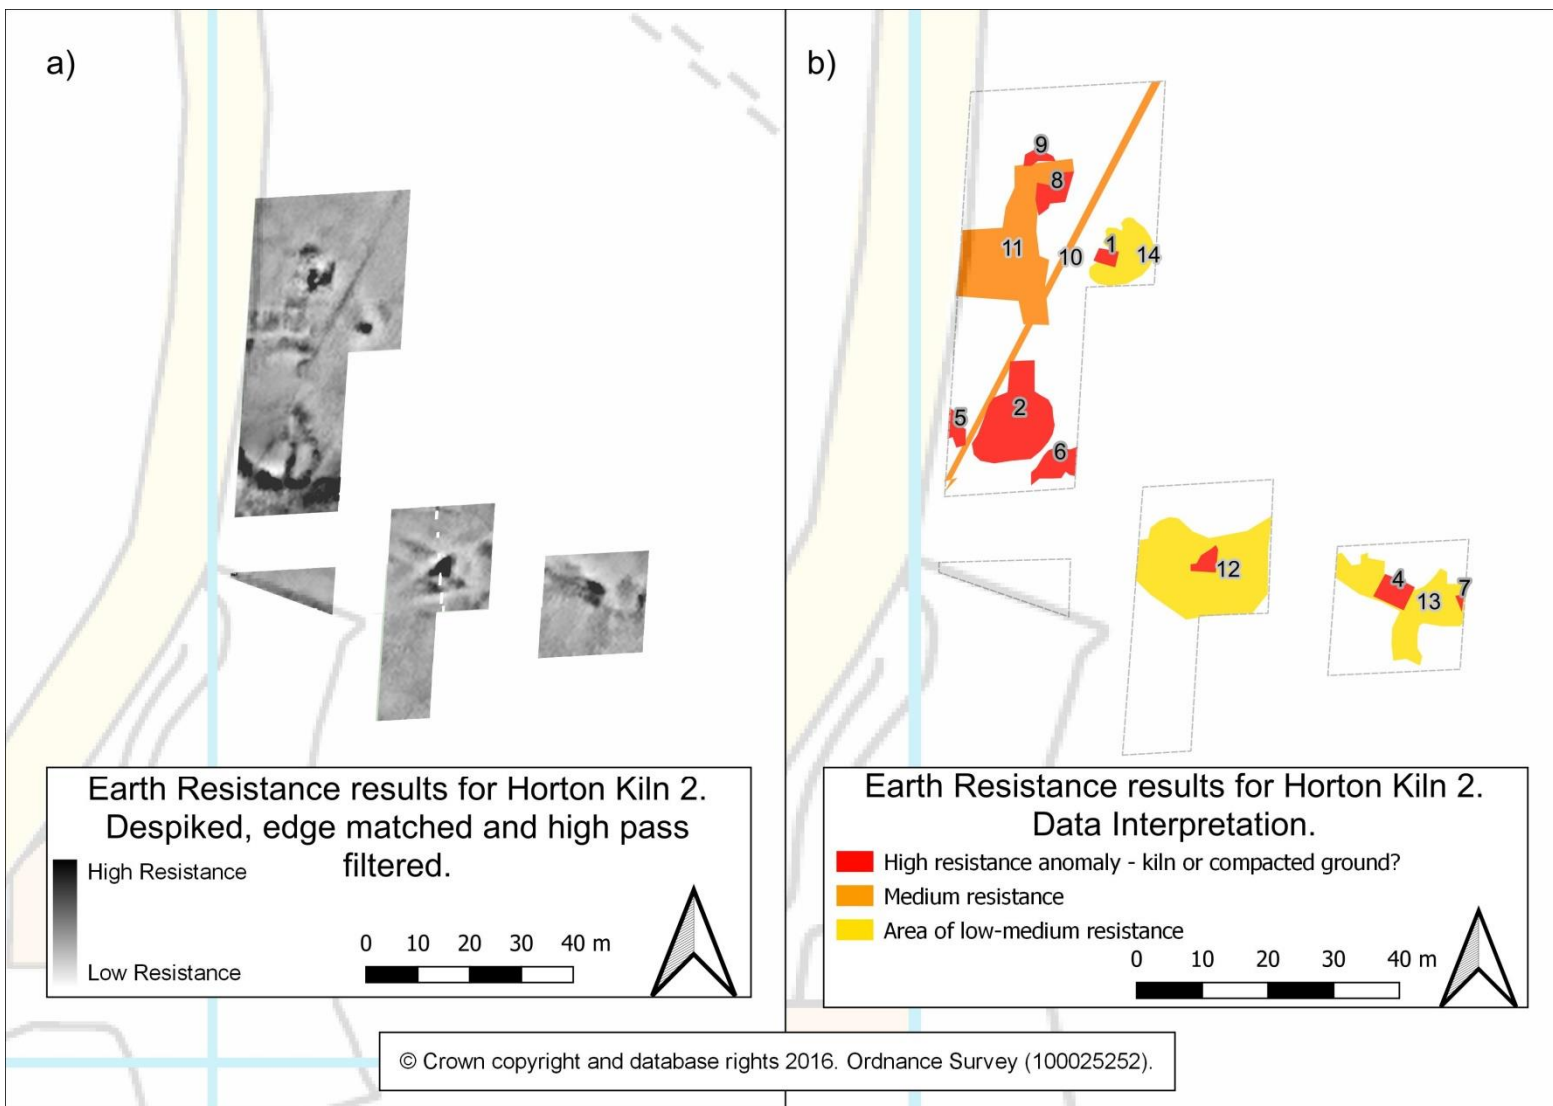 a)
Earth Resistance results for Horton Kiln 2.
Despiked, edge matched and high pass
filtered.
High Resistance
Low Resistance
0 10 20 30 40 m
b)
9
8
11
10
1
14
5
2
6
12
4
13
7
Earth Resistance results for Horton Kiln 2.
Data Interpretation.
High resistance anomaly - kiln or compacted ground?
Medium resistance
Area of low-medium resistance
0 10 20 30 40 m
© Crown copyright and database rights 2016. Ordnance Survey (100025252).